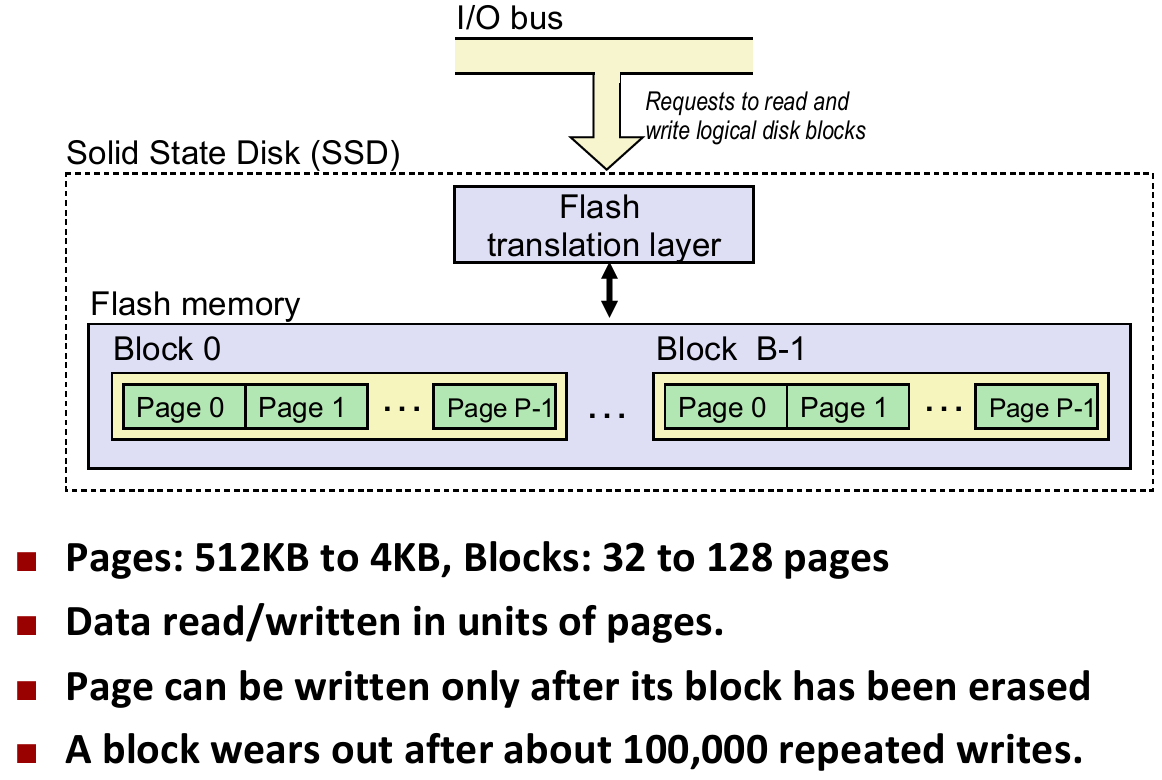 I/O bus
Requests to read and
write logical disk blocks
Solid State Disk (SSD)
Flash
translation layer
Flash memory
Block 0
Block B-1
Page 0 Page 1 ... Page P-1 ... Page 0 Page 1 ... Page P-1
■ Pages: 512KB to 4KB, Blocks: 32 to 128 pages
■ Data read/written in units of pages.
■ Page can be written only after its block has been erased
■ A block wears out after about 100,000 repeated writes.